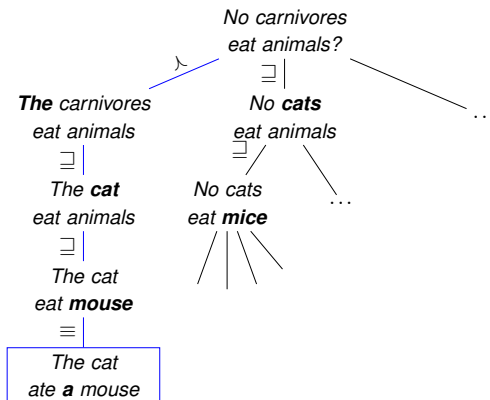 No carnivores
eat animals?
⋏
⊒
The carnivores
eat animals
No cats
eat animals
. .
⊒
⊒
The cat
eat animals
No cats
eat mice
...
⊒
The cat
eat mouse
≡
The cat
ate a mouse